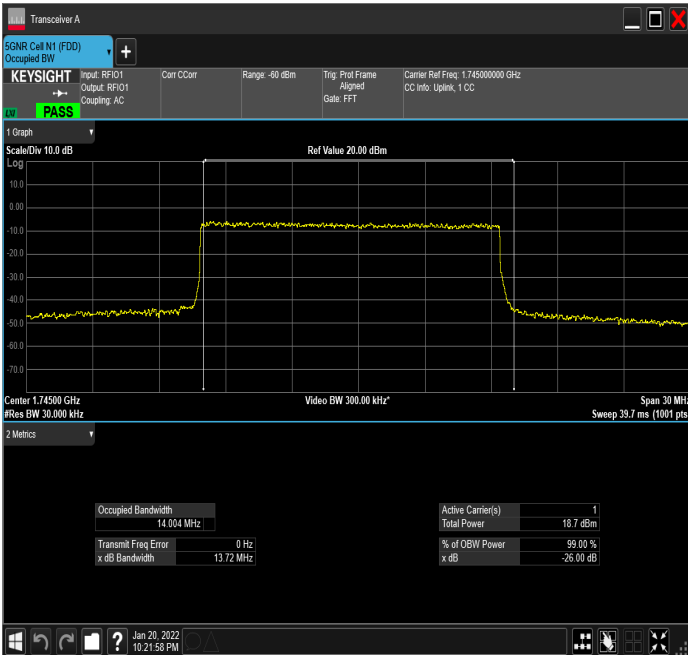 Transceiver A
5GNR Cell N1 (FDD)
Occupied BW
KEYSIGHT
PASS
Input: RFIO1
Output: RFIO1
Coupling: AC
Corr CCorr
Range: -60 dBm
Trig: Prot Frame
Aligned
Gate: FFT
Carrier Ref Freq: 1.745000000 GHz
CC Info: Uplink, 1 CC
1 Graph
Scale/Div 10.0 dB
Ref Value 20.00 dBm
Log
10.0
0.00
-10.0
-20.0
-30.0
-40.0
-50.0
-60.0
-70.0
Center 1.74500 GHz
Video BW 300.00 kHz*
Span 30 MHz
#Res BW 30.000 kHz
Sweep 39.7 ms (1001 pts
2 Metrics
Occupied Bandwidth
14.004 MHz
Transmit Freq Error 0 Hz
x dB Bandwidth 13.72 MHz
Active Carrier(s) 1
Total Power 18.7 dBm
% of OBW Power 99.00 %
x dB -26.00 dB
?
Jan 20, 2022
10:21:58 PM